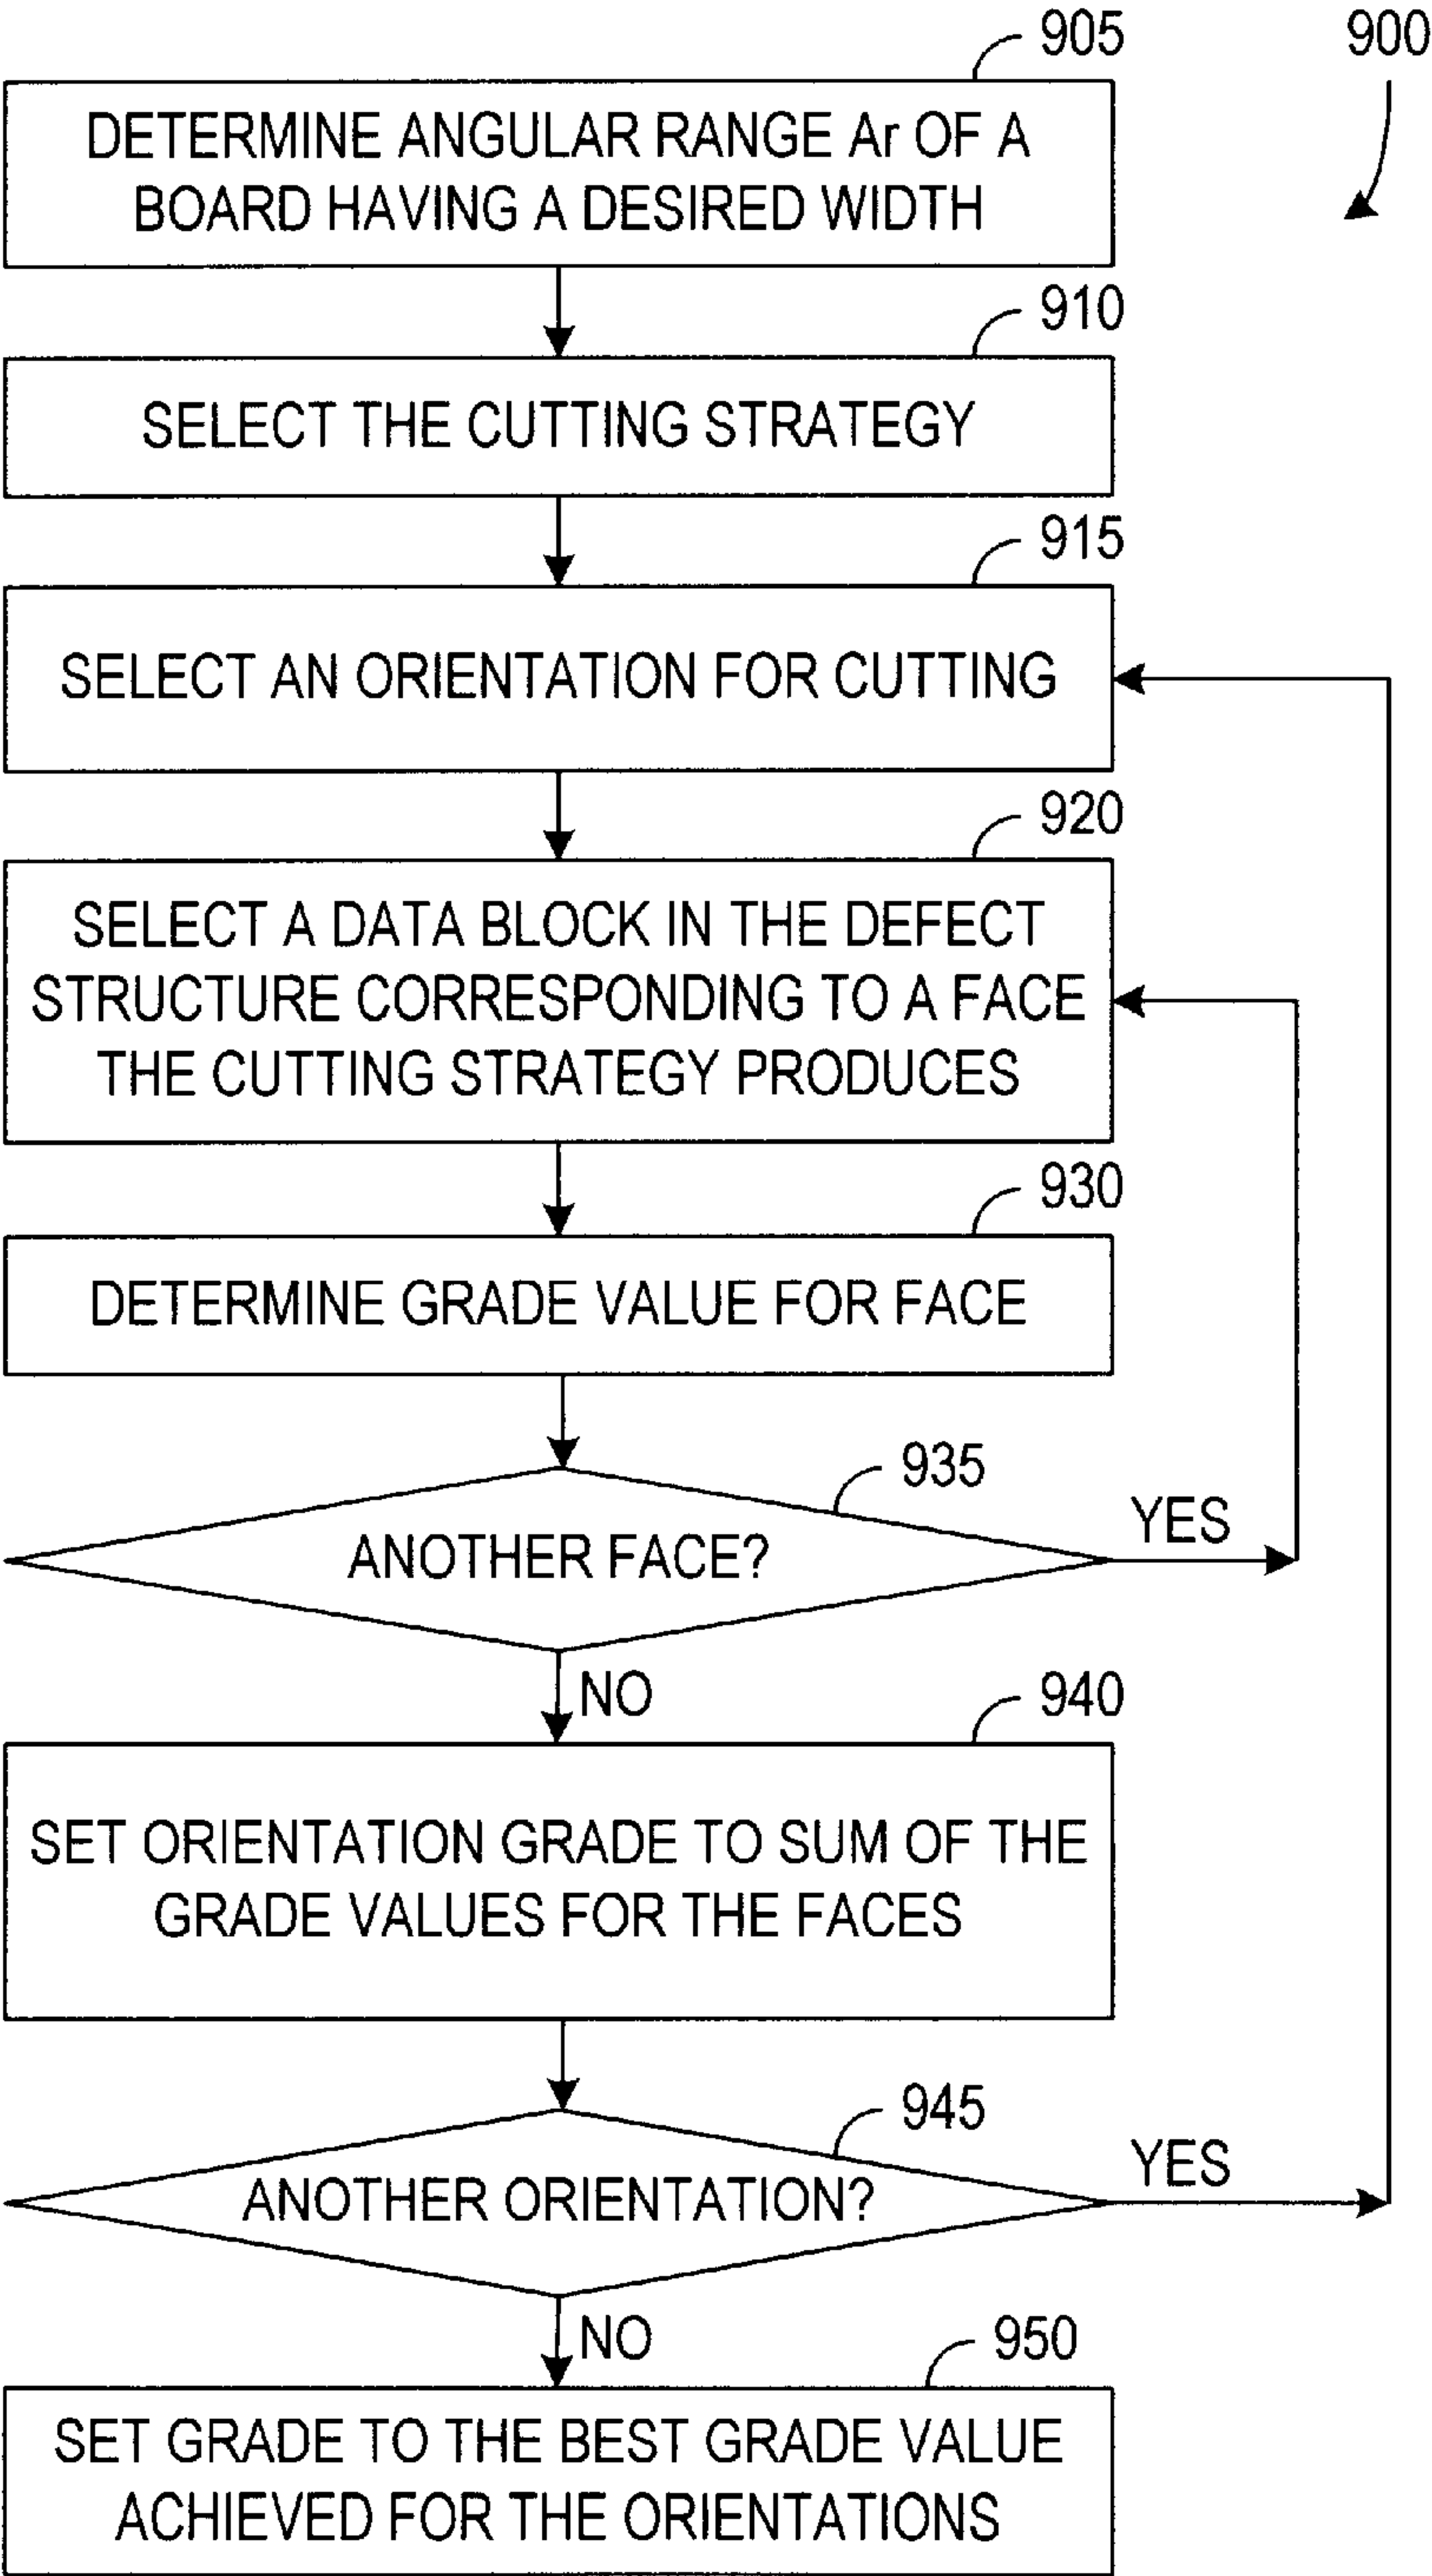 905
900
DETERMINE ANGULAR RANGE Ar OF A
BOARD HAVING A DESIRED WIDTH
910
SELECT THE CUTTING STRATEGY
915
SELECT AN ORIENTATION FOR CUTTING
920
SELECT A DATA BLOCK IN THE DEFECT
STRUCTURE CORRESPONDING TO A FACE
THE CUTTING STRATEGY PRODUCES
930
DETERMINE GRADE VALUE FOR FACE
935
YES
ANOTHER FACE?
NO
940
SET ORIENTATION GRADE TO SUM OF THE
GRADE VALUES FOR THE FACES
945
YES
ANOTHER ORIENTATION?
NO
950
SET GRADE TO THE BEST GRADE VALUE
ACHIEVED FOR THE ORIENTATIONS